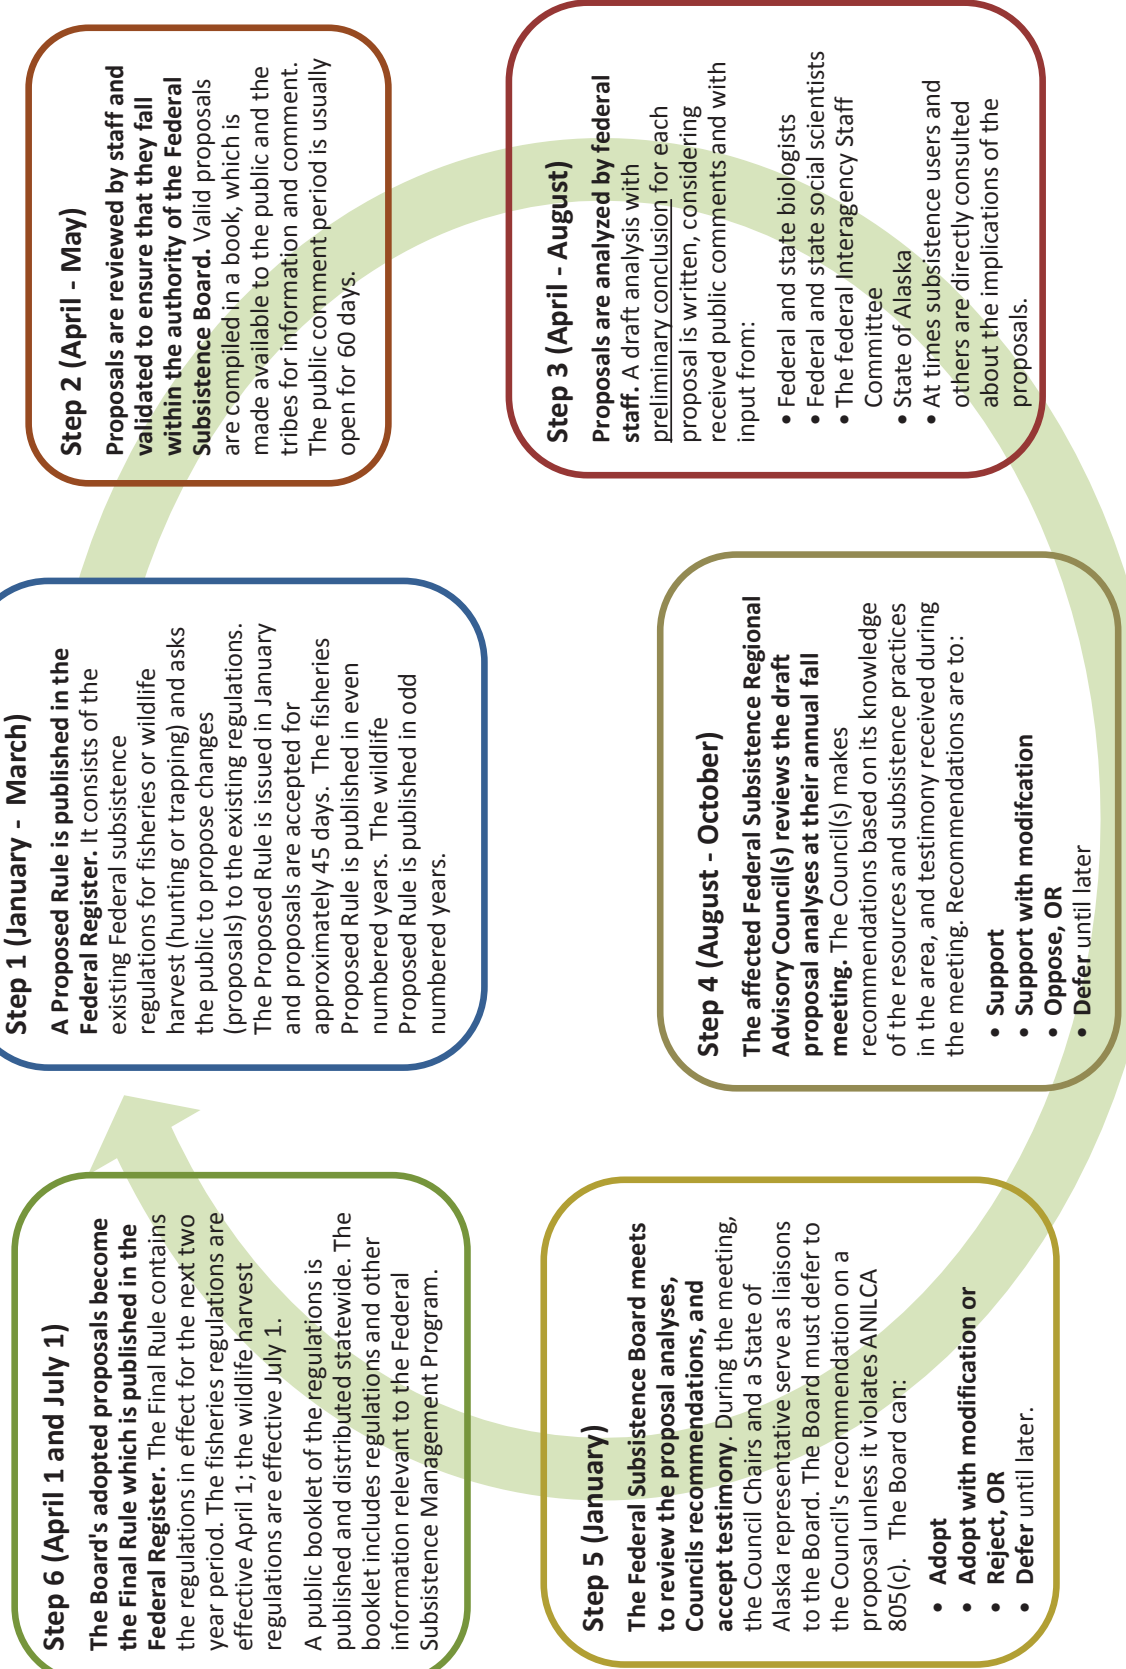 Step 1 (January - March)
A Proposed Rule is published in the
Federal Register. It consists of the
existing Federal subsistence
regulations for fisheries or wildlife
harvest (hunting or trapping) and asks
the public to propose changes
(proposals) to the existing regulations.
The Proposed Rule is issued in January
and proposals are accepted for
approximately 45 days. The fisheries
Proposed Rule is published in even
numbered years. The wildlife
Proposed Rule is published in odd
numbered years.
Step 2 (April - May)
Proposals are reviewed by staff and
validated to ensure that they fall
within the authority of the Federal
Subsistence Board. Valid proposals
are compiled in a book, which is
made available to the public and the
tribes for information and comment.
The public comment period is usually
open for 60 days.
Step 3 (April - August)
Proposals are analyzed by federal
staff. A draft analysis with
preliminary conclusion for each
proposal is written, considering
received public comments and with
input from:
• Federal and state biologists
• Federal and state social scientists
• The federal Interagency Staff
Committee
• State of Alaska
• At times subsistence users and
others are directly consulted
about the implications of the
proposals.
Step 4 (August - October)
The affected Federal Subsistence Regional
Advisory Council(s) reviews the draft
proposal analyses at their annual fall
meeting. The Council(s) makes
recommendations based on its knowledge
of the resources and subsistence practices
in the area, and testimony received during
the meeting. Recommendations are to:
• Support
• Support with modifcation
• Oppose, OR
• Defer until later
Step 5 (January)
The Federal Subsistence Board meets
to review the proposal analyses,
Councils recommendations, and
accept testimony. During the meeting,
the Council Chairs and a State of
Alaska representative serve as liaisons
to the Board. The Board must defer to
the Council's recommendation on a
proposal unless it violates ANILCA
805(c). The Board can:
• Adopt
• Adopt with modification or
• Reject, OR
• Defer until later.
Step 6 (April 1 and July 1)
The Board's adopted proposals become
the Final Rule which is published in the
Federal Register. The Final Rule contains
the regulations in effect for the next two
year period. The fisheries regulations are
effective April 1; the wildlife harvest
regulations are effective July 1.
A public booklet of the regulations is
published and distributed statewide. The
booklet includes regulations and other
information relevant to the Federal
Subsistence Management Program.